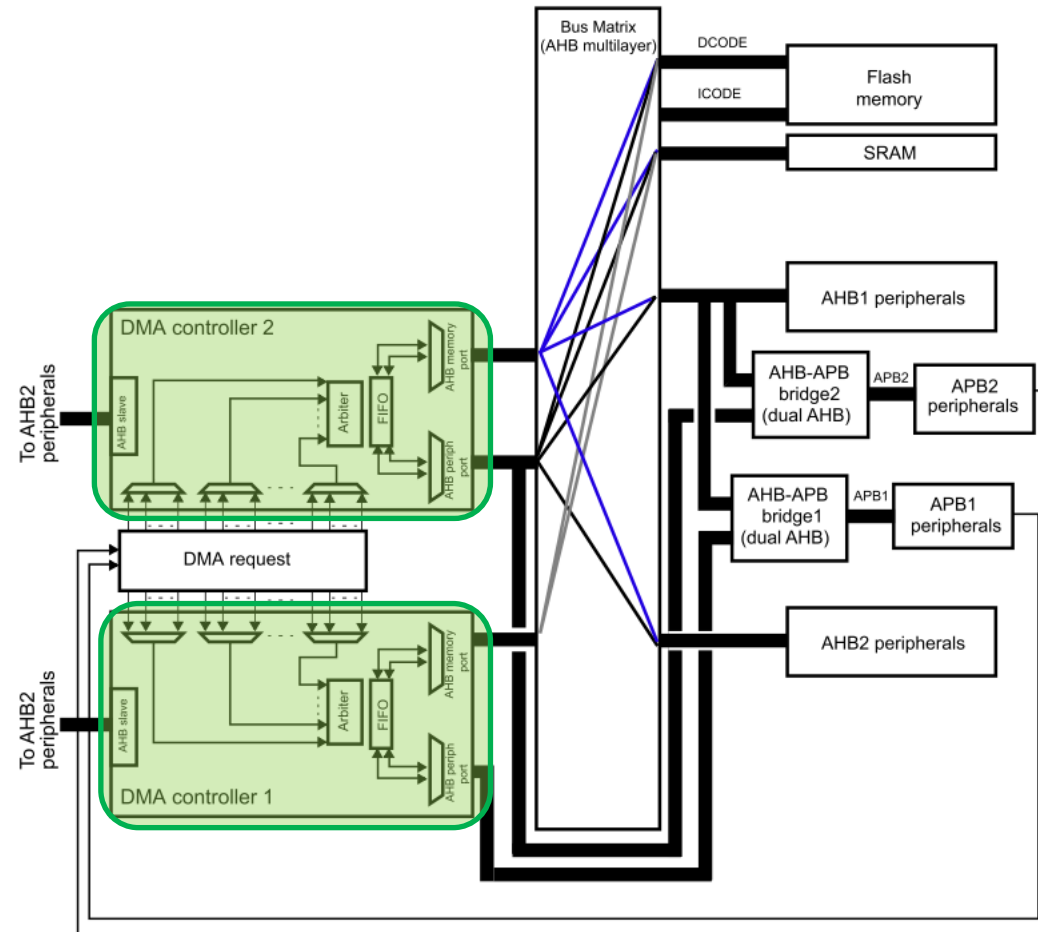 Bus Matrix
(AHB multilayer)
DCODE
ICODE
Flash
memory
SRAM
AHB1 peripherals
AHB-APB
bridge2
(dual AHB)
APB2
APB2
peripherals
AHB-APB
bridge1
(dual AHB)
APB1
APB1
peripherals
AHB2 peripherals
To AHB2
peripherals
DMA controller 2
AHB slave
Arbiter
FIFO
AHB memory
port
AHB periph
port
DMA request
To AHB2
peripherals
AHB slave
Arbiter
FIFO
AHB memory
port
AHB periph
port
DMA controller 1